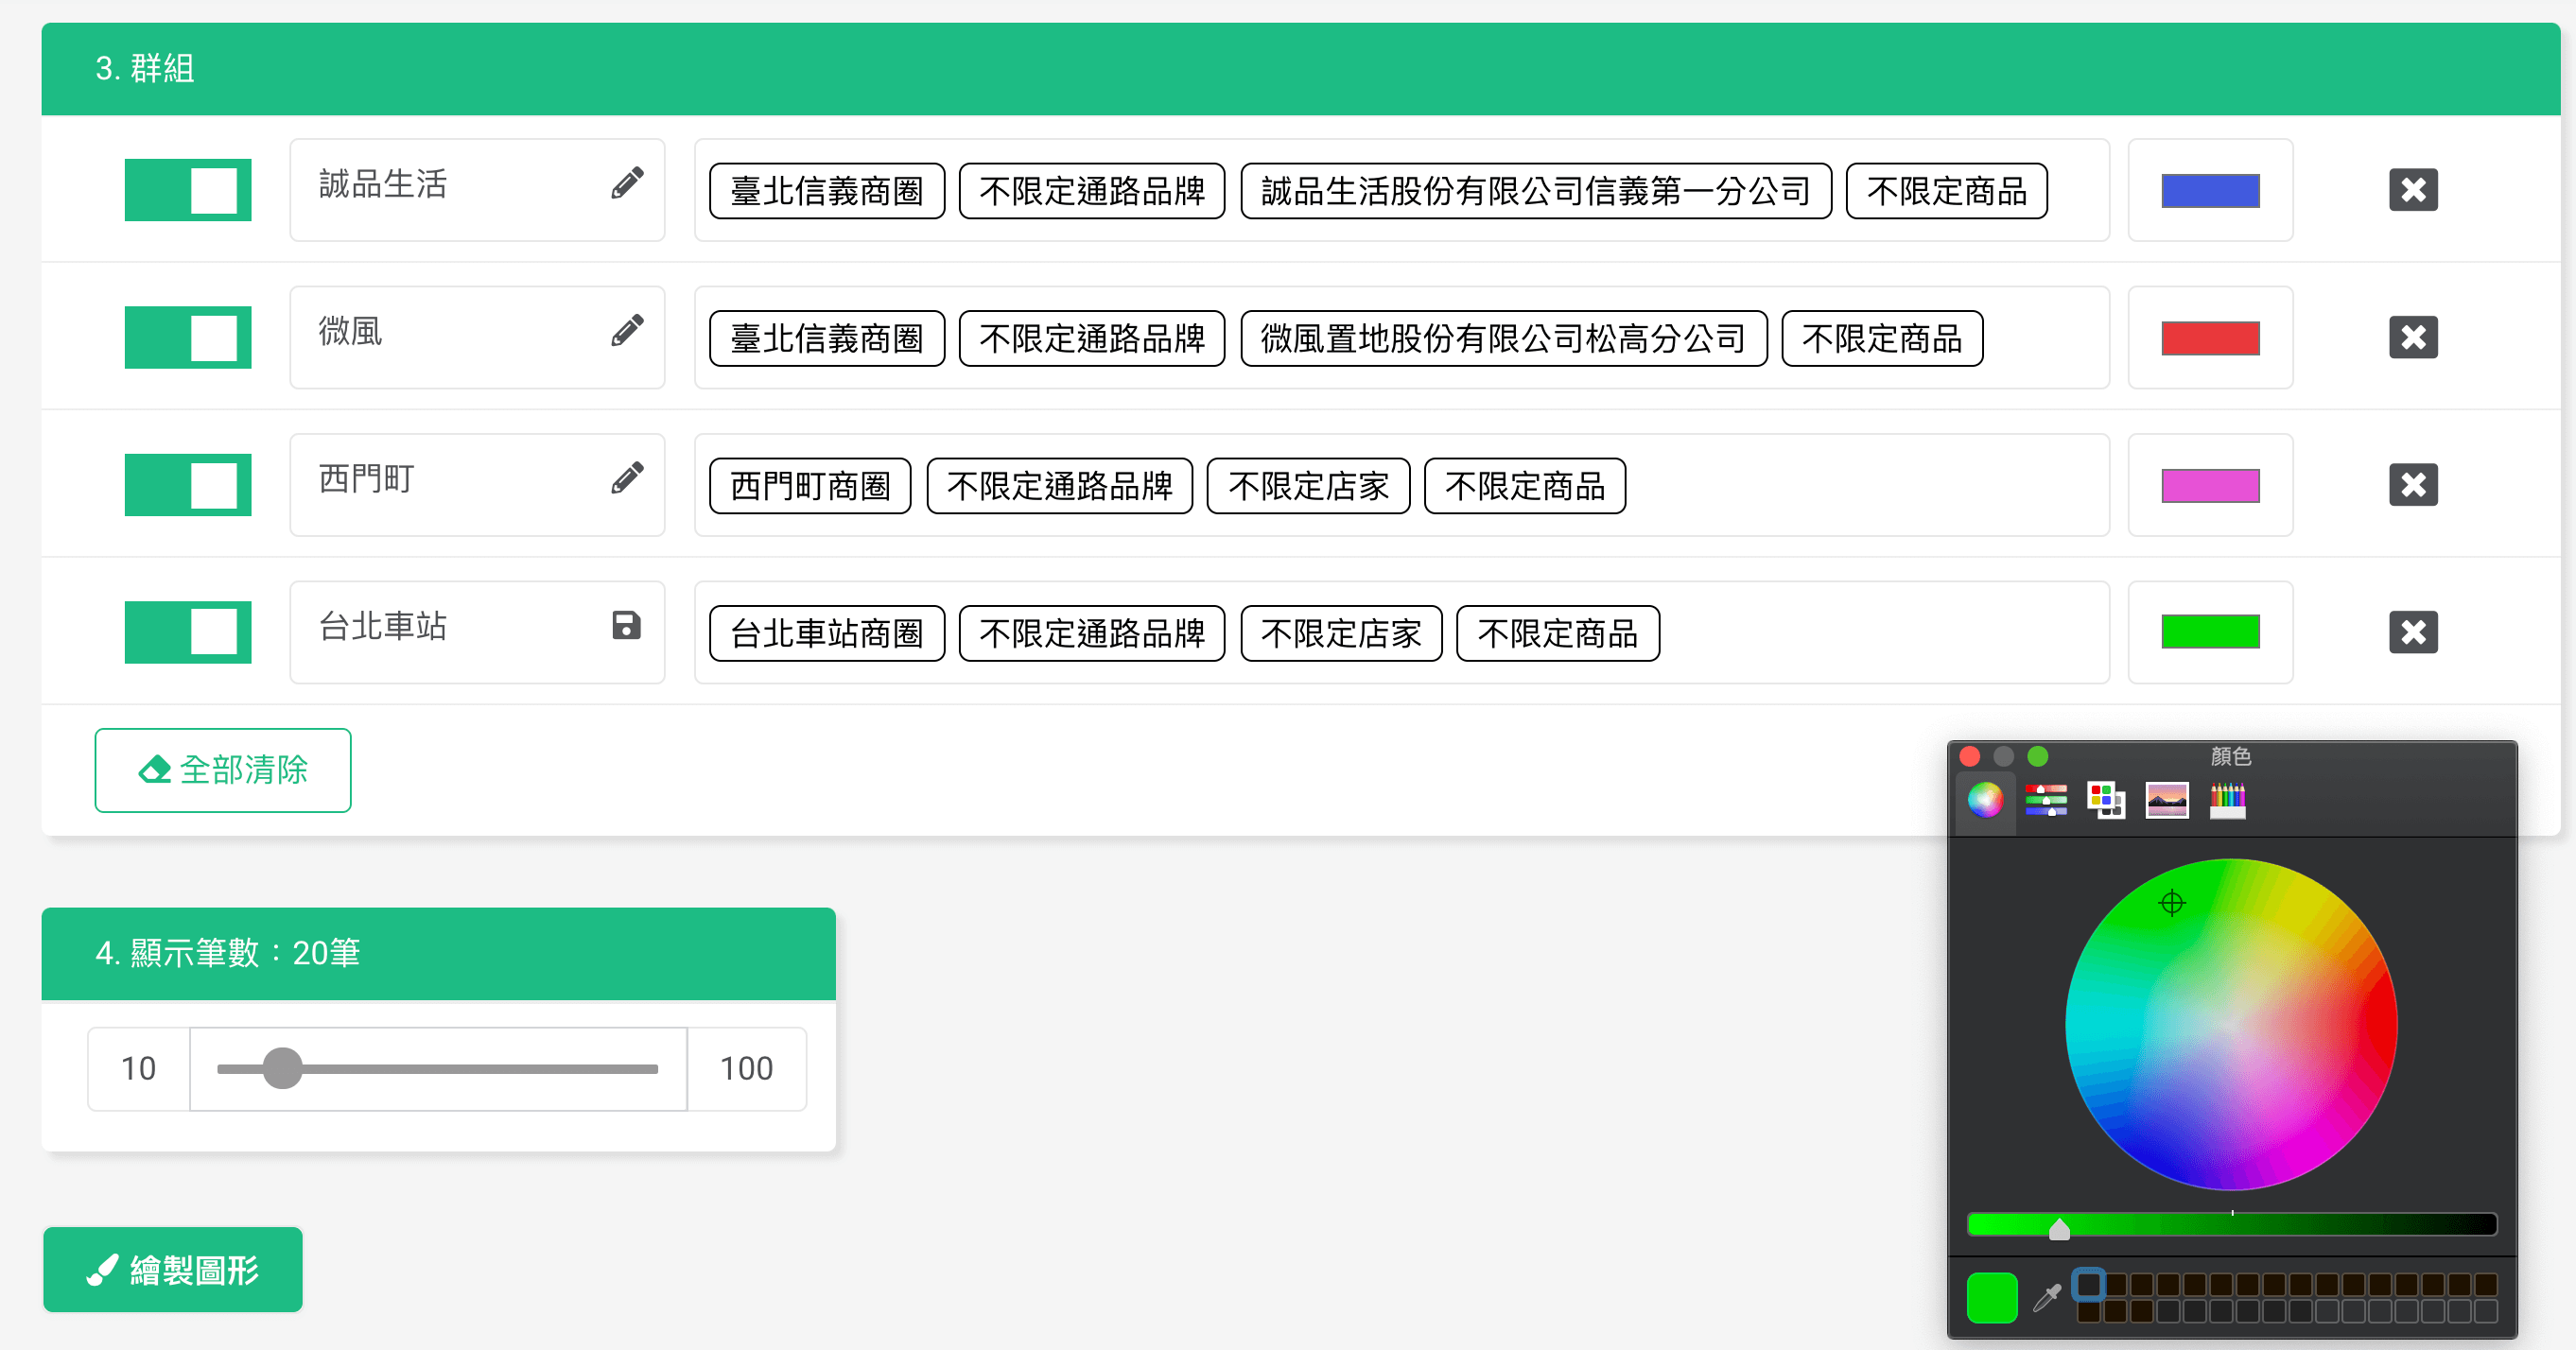 3. 群組
誠品生活 臺北信義商圈 不限定通路品牌 誠品生活股份有限公司信義第一分公司 不限定商品
微風 臺北信義商圈 不限定通路品牌 微風置地股份有限公司松高分公司 不限定商品
西門町 西門町商圈 不限定通路品牌 不限定店家 不限定商品
台北車站 台北車站商圈 不限定通路品牌 不限定店家 不限定商品
全部清除
顏色
4. 顯示筆數：20筆
10 100
繪製圖形